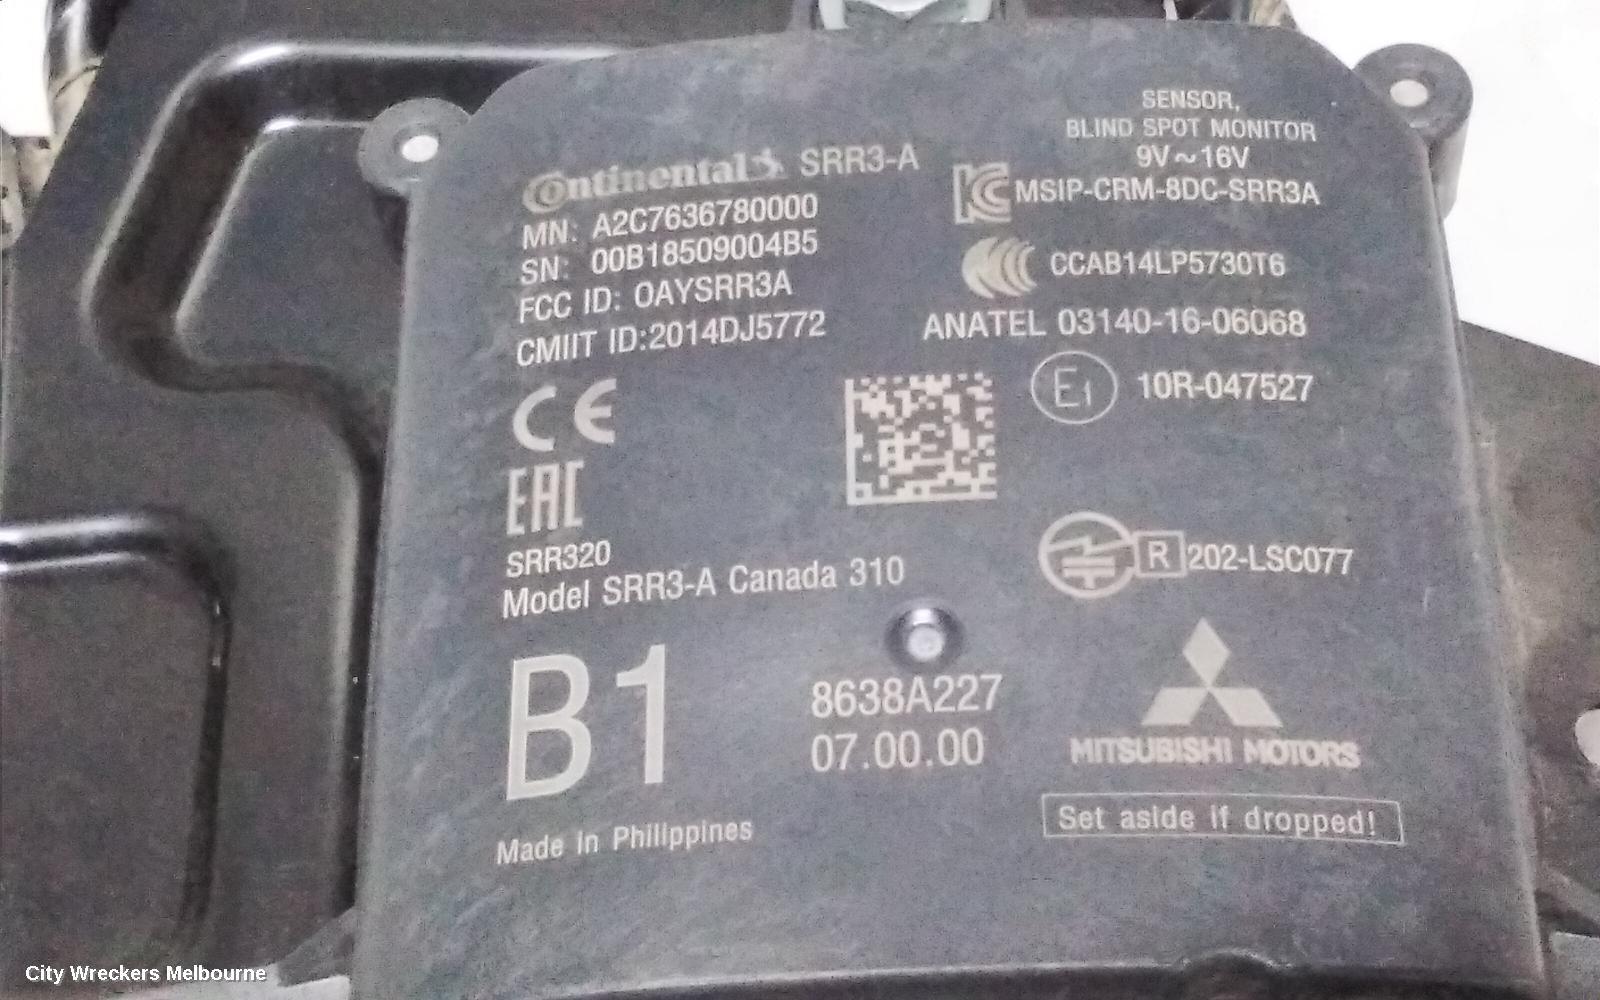 Continental SRR3-A
MN: A2C7636780000
SN: 00B18509004B5
FCC ID: OAYSRR3A
CMIIT ID:2014DJ5772
CE
EAC
SRR320
Model SRR3-A Canada 310
B1
Made in Philippines
SENSOR,
BLIND SPOT MONITOR
9V~16V
KC MSIP-CRM-8DC-SRR3A
CCAB14LP5730T6
ANATEL 03140-16-06068
E1 10R-047527
R 202-LSC077
8638A227
07.00.00
MITSUBISHI MOTORS
Set aside if dropped!
City Wreckers Melbourne